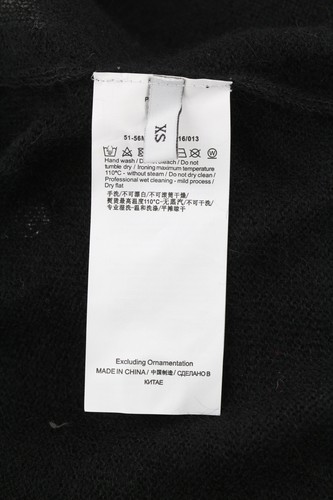 XS
51-56M 16/013
Hand wash / Do not bleach / Do not
tumble dry / Ironing maximum temperature
110°C - without steam / Do not dry clean /
Professional wet cleaning - mild process /
Dry flat
手洗/不可漂白/不可滚筒干燥/
熨烫最高温度110°C-无蒸汽/不可干洗/
专业湿洗-温和洗涤/平摊晾干
Excluding Ornamentation
MADE IN CHINA / 中国制造 / СДЕЛАНО В
КИТАЕ